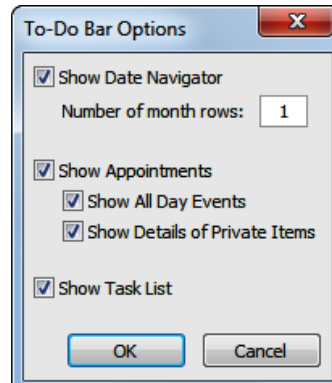 To-Do Bar Options
Show Date Navigator
Number of month rows: 1
Show Appointments
Show All Day Events
Show Details of Private Items
Show Task List
OK Cancel